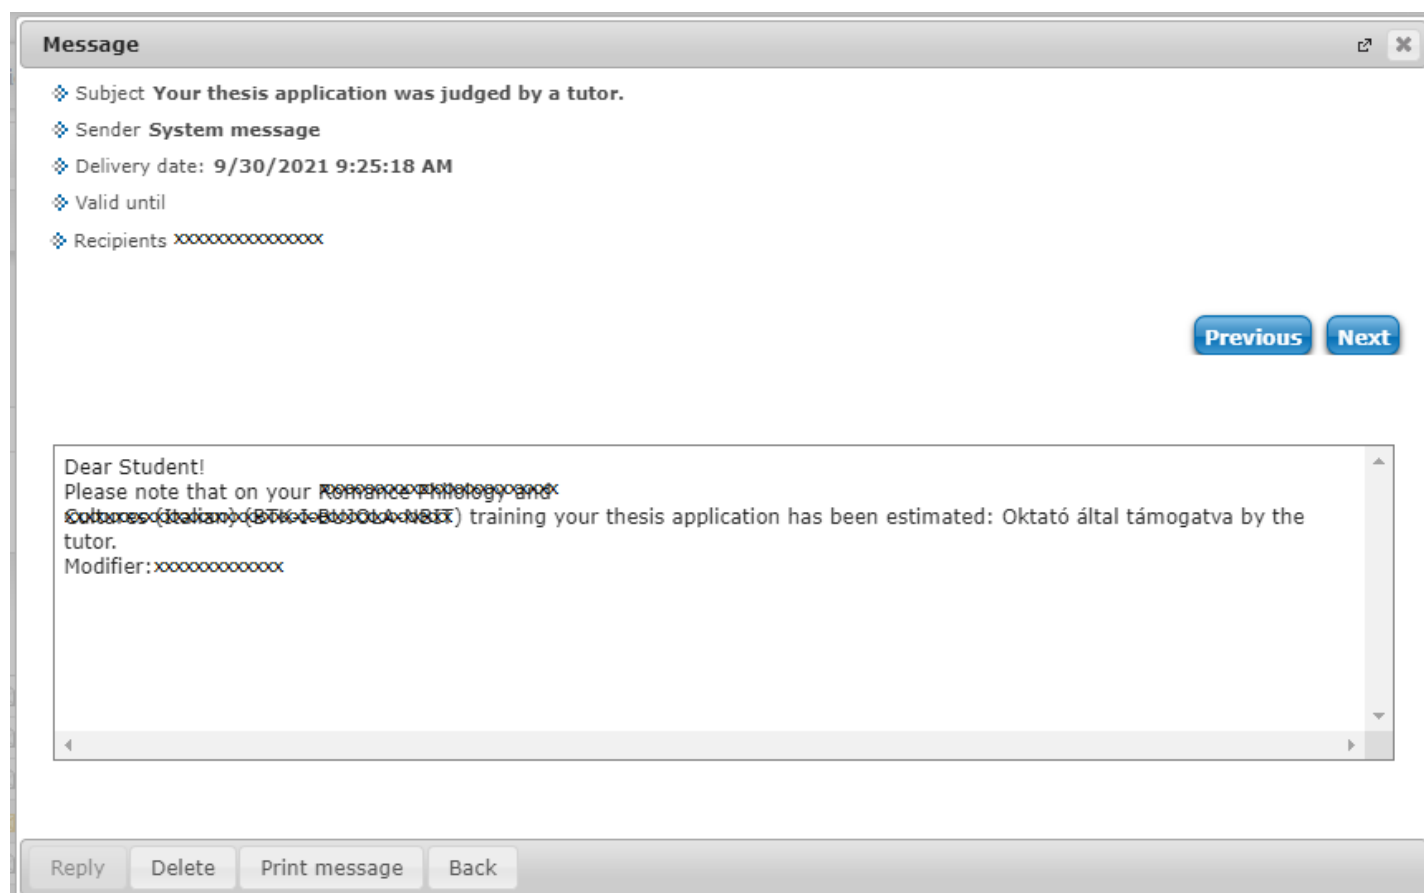 Message
Subject Your thesis application was judged by a tutor.
Sender System message
Delivery date: 9/30/2021 9:25:18 AM
Valid until
Recipients xxxxxxxxxxxxxxx
Previous Next
Dear Student!
Please note that on your
) training your thesis application has been estimated: Oktató által támogatva by the
tutor.
Modifier: xxxxxxxxxxxxx
Reply Delete Print message Back